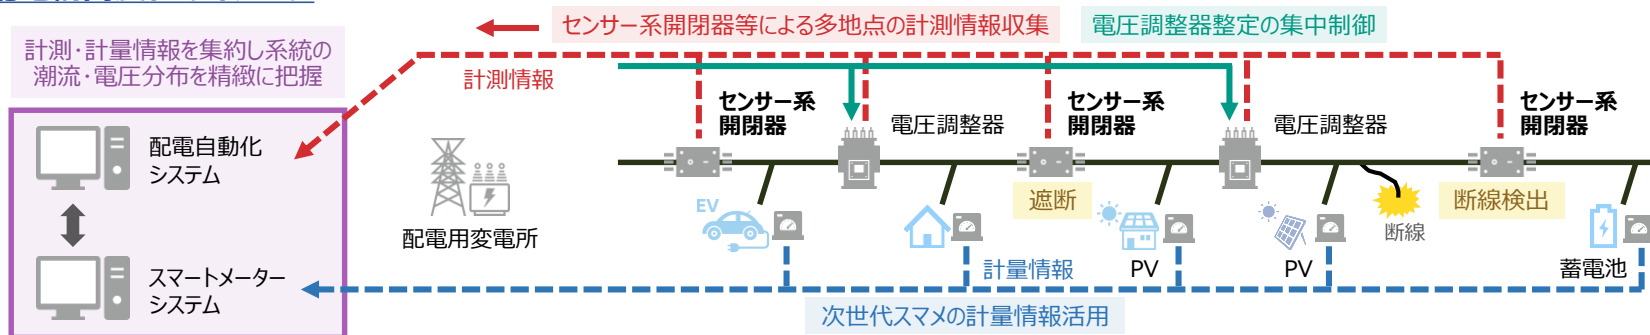 センサー系開閉器等による多地点の計測情報収集
電圧調整器整定の集中制御
計測・計量情報を集約し系統の
潮流・電圧分布を精緻に把握
計測情報
センサー系
開閉器
電圧調整器
センサー系
開閉器
電圧調整器
センサー系
開閉器
配電自動化
システム
配電用変電所
遮断
断線検出
EV
断線
スマートメーター
システム
計量情報
PV
PV
蓄電池
次世代スマメの計量情報活用